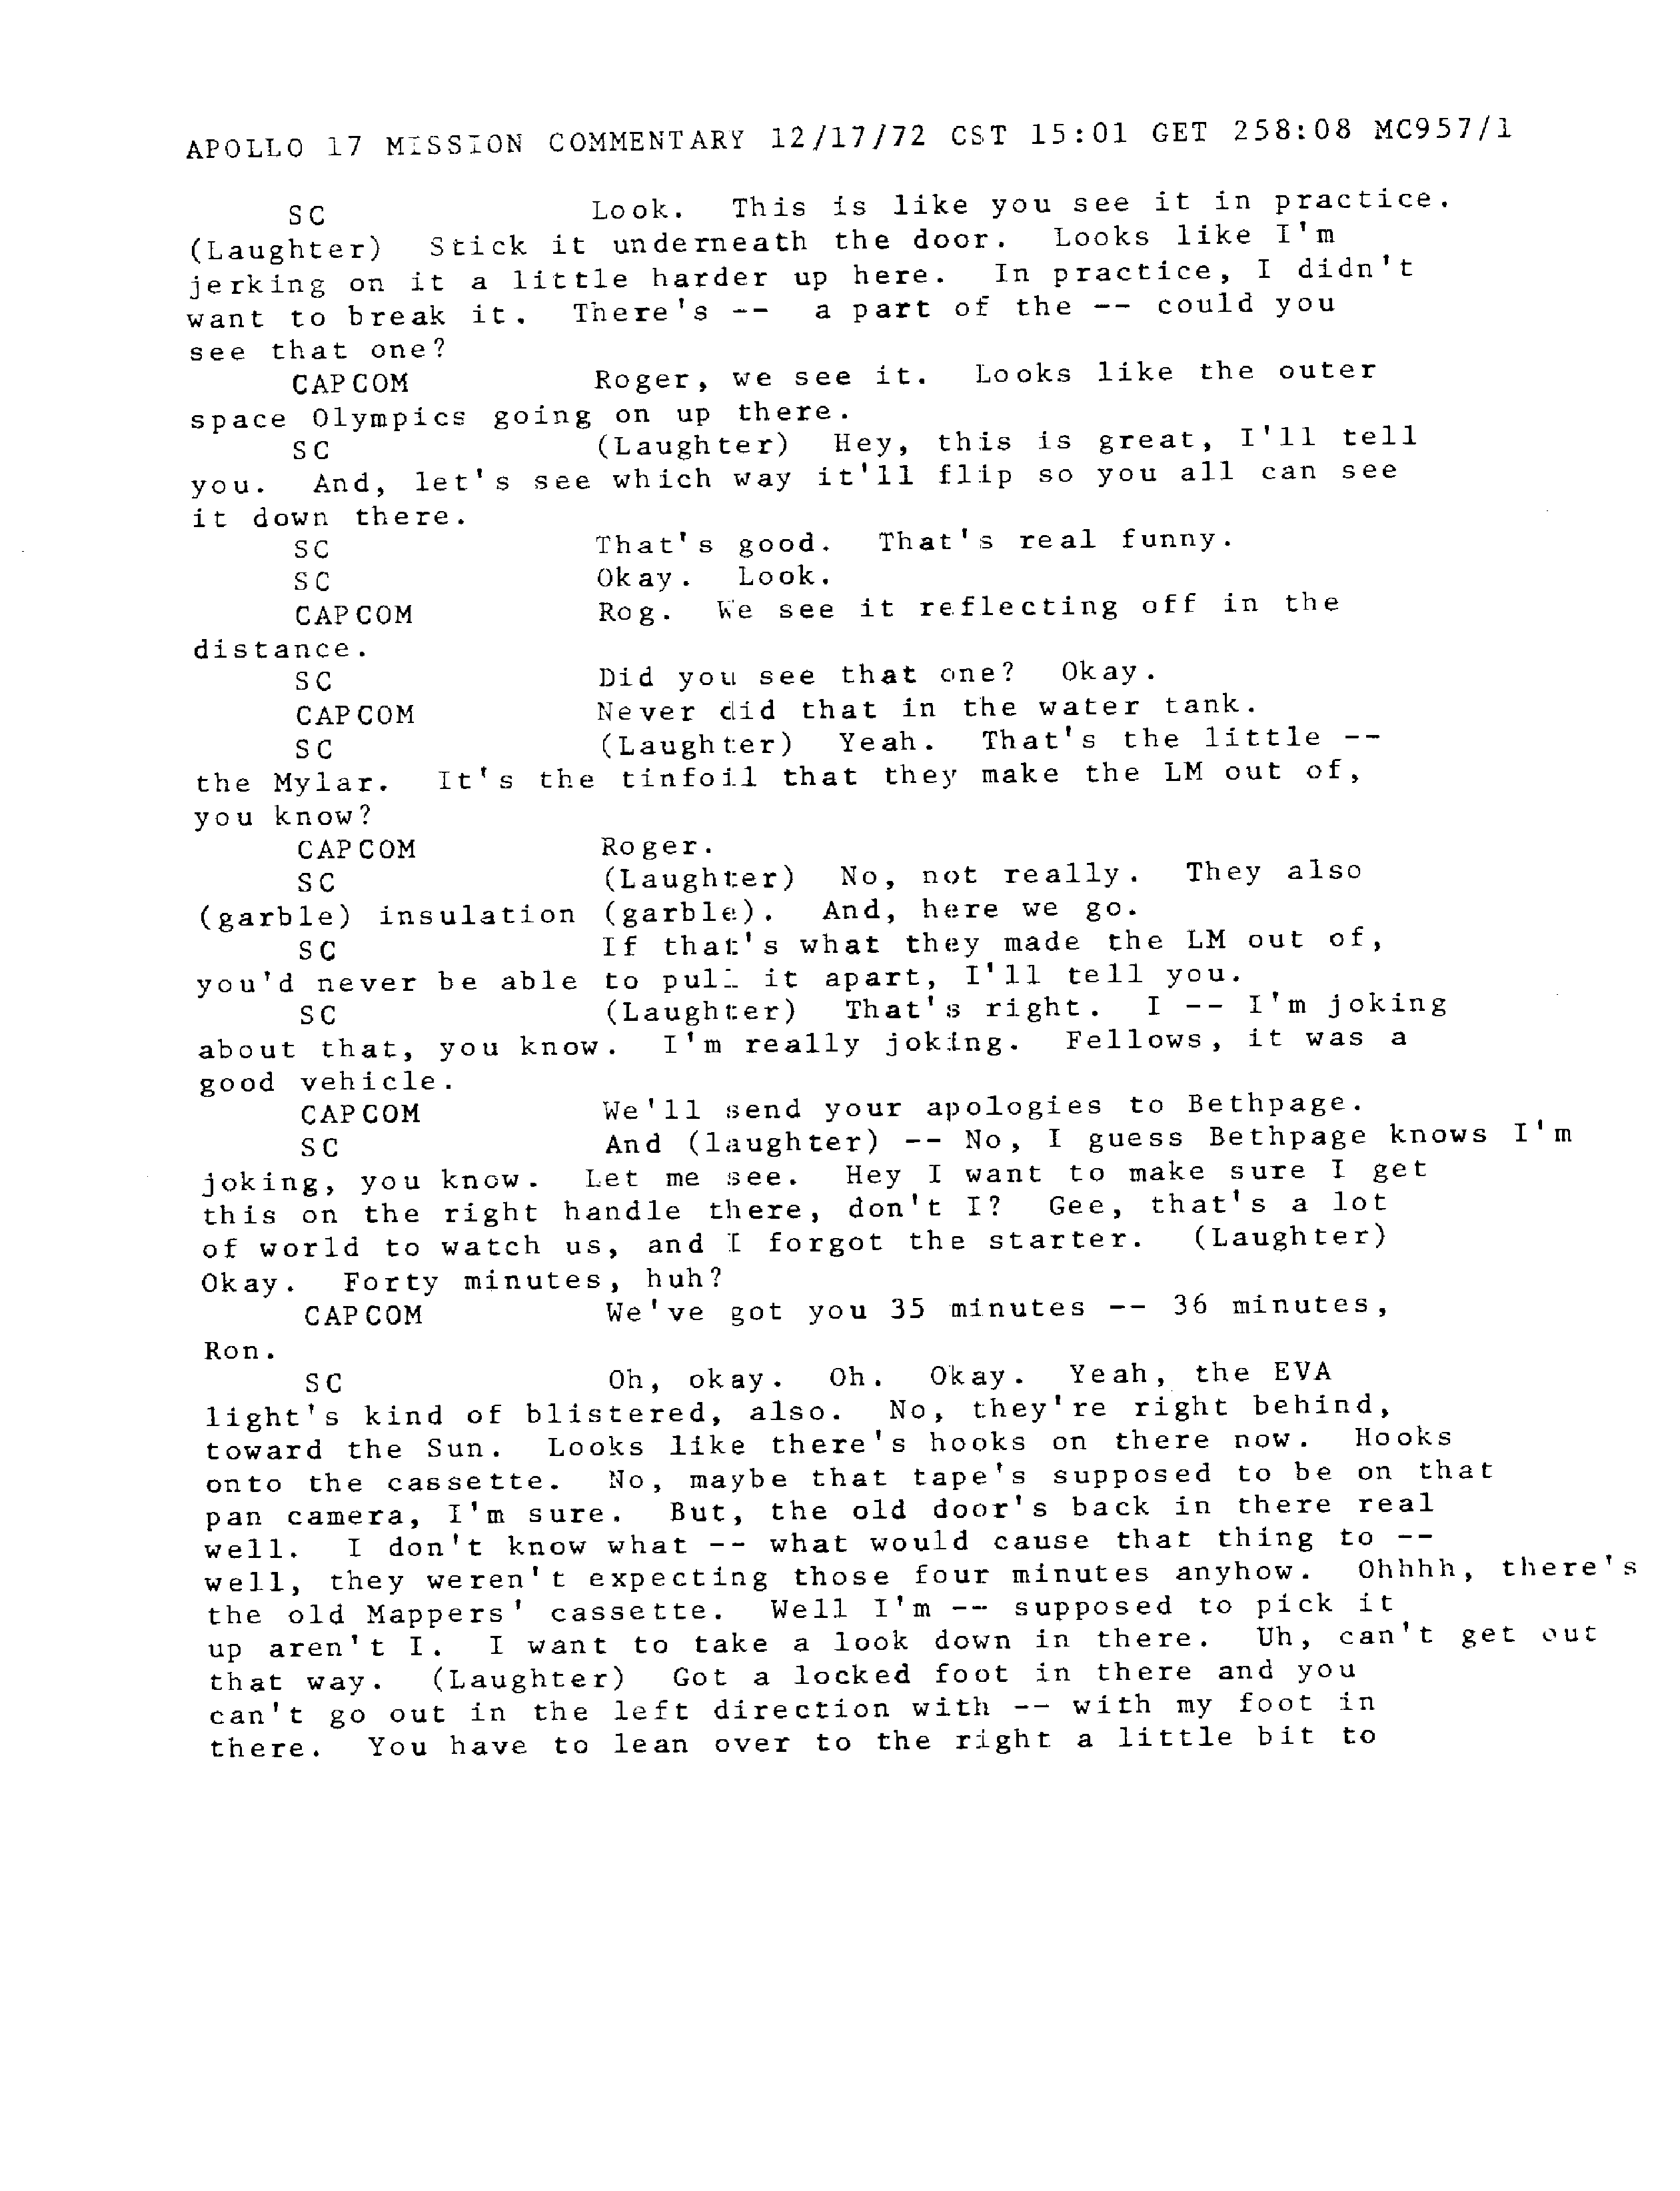 APOLLO 17 MISSION COMMENTARY 12/17/72 CST 15:01 GET 258:08 MC957/1
SC Look. This is like you see it in practice.
(Laughter) Stick it underneath the door. Looks like I'm
jerking on it a little harder up here. In practice, I didn't
want to break it. There's -- a part of the -- could you
see that one?
CAPCOM Roger, we see it. Looks like the outer
space Olympics going on up there.
SC (Laughter) Hey, this is great, I'll tell
you. And, let's see which way it'll flip so you all can see
it down there.
SC That's good. That's real funny.
SC Okay. Look.
CAPCOM Rog. We see it reflecting off in the
distance.
SC Did you see that one? Okay.
CAPCOM Never did that in the water tank.
SC (Laughter) Yeah. That's the little --
the Mylar. It's the tinfoil that they make the LM out of,
you know?
CAPCOM Roger.
SC (Laughter) No, not really. They also
(garble) insulation (garble). And, here we go.
SC If that's what they made the LM out of,
you'd never be able to pull it apart, I'll tell you.
SC (Laughter) That's right. I -- I'm joking
about that, you know. I'm really joking. Fellows, it was a
good vehicle.
CAPCOM We'll send your apologies to Bethpage.
SC And (laughter) -- No, I guess Bethpage knows I'm
joking, you know. Let me see. Hey I want to make sure I get
this on the right handle there, don't I? Gee, that's a lot
of world to watch us, and I forgot the starter. (Laughter)
Okay. Forty minutes, huh?
CAPCOM We've got you 35 minutes -- 36 minutes,
Ron.
SC Oh, okay. Oh. Okay. Yeah, the EVA
light's kind of blistered, also. No, they're right behind,
toward the Sun. Looks like there's hooks on there now. Hooks
onto the cassette. No, maybe that tape's supposed to be on that
pan camera, I'm sure. But, the old door's back in there real
well. I don't know what -- what would cause that thing to --
well, they weren't expecting those four minutes anyhow. Ohhhh, there's
the old Mappers' cassette. Well I'm -- supposed to pick it
up aren't I. I want to take a look down in there. Uh, can't get out
that way. (Laughter) Got a locked foot in there and you
can't go out in the left direction with -- with my foot in
there. You have to lean over to the right a little bit to